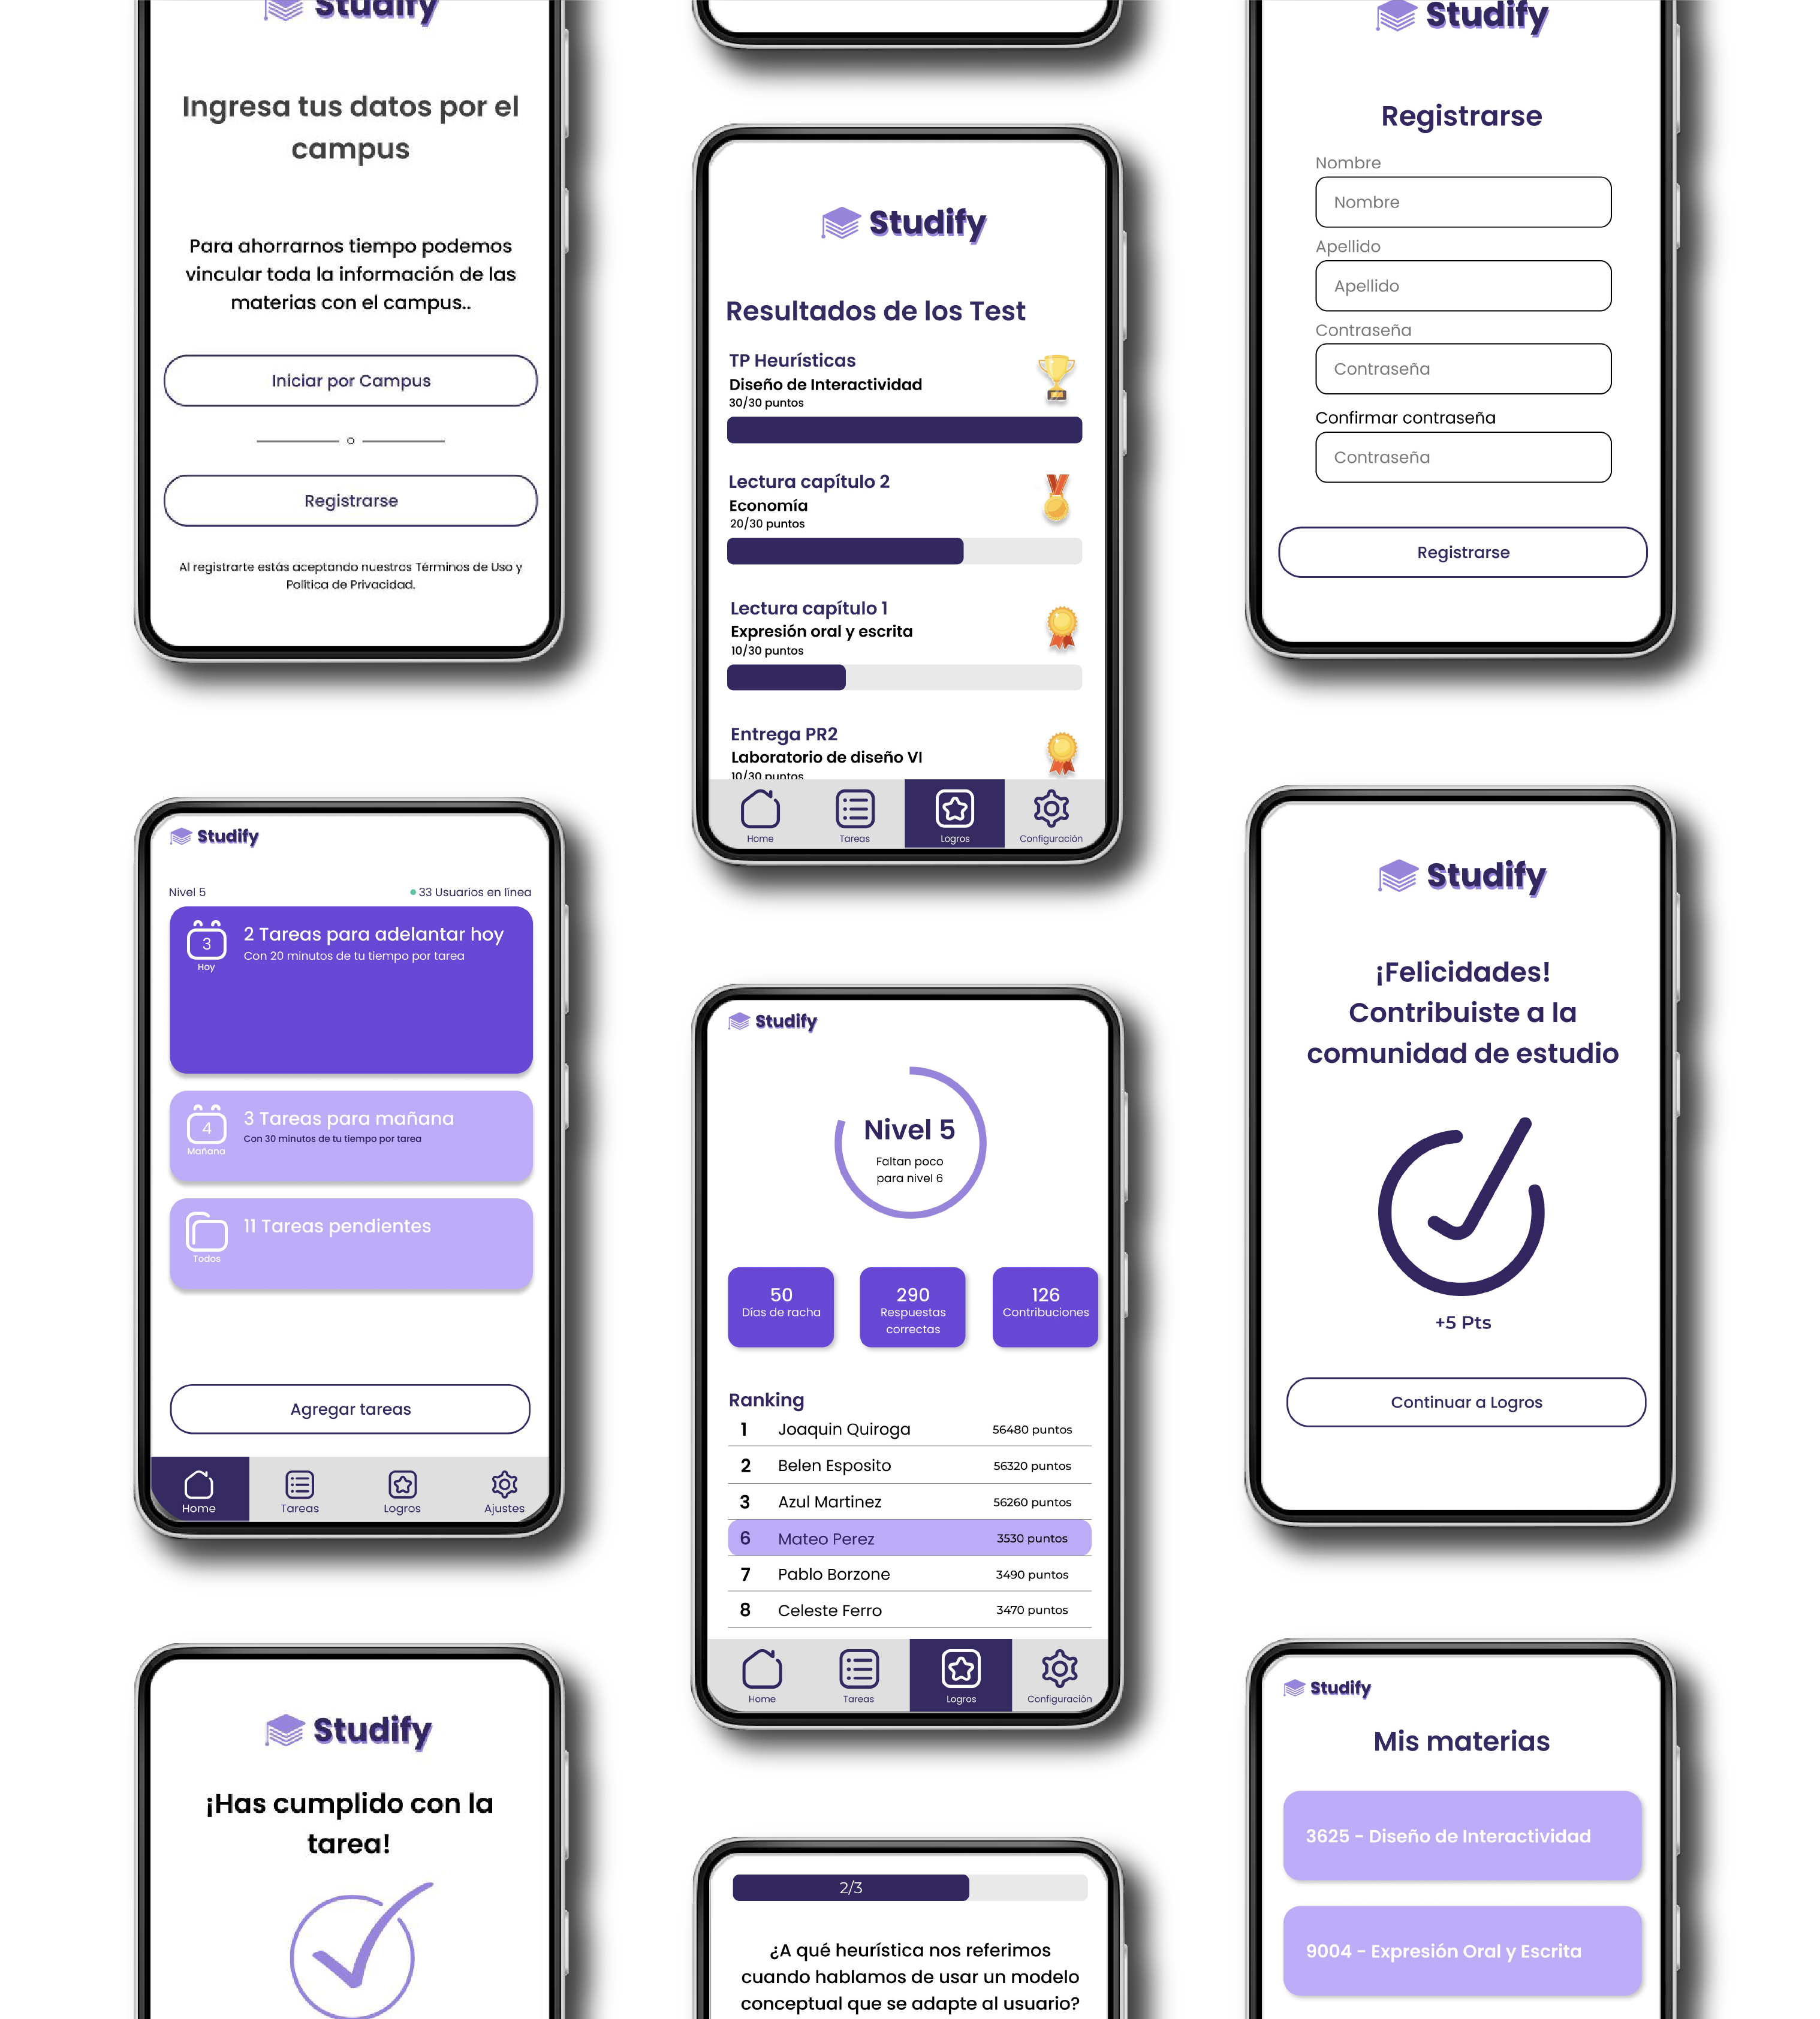 Studify
Ingresa tus datos por el
campus
Para ahorrarnos tiempo podemos
vincular toda la información de las
materias con el campus..
Iniciar por Campus
o
Registrarse
Al registrarte estás aceptando nuestros Términos de Uso y
Política de Privacidad.
Studify
Nivel 5
33 Usuarios en línea
3
Hoy
2 Tareas para adelantar hoy
Con 20 minutos de tu tiempo por tarea
4
Mañana
3 Tareas para mañana
Con 30 minutos de tu tiempo por tarea
Todos
11 Tareas pendientes
Agregar tareas
Home
Tareas
Logros
Ajustes
Studify
¡Has cumplido con la
tarea!
Studify
Resultados de los Test
TP Heurísticas
Diseño de Interactividad
30/30 puntos
Lectura capítulo 2
Economía
20/30 puntos
Lectura capítulo 1
Expresión oral y escrita
10/30 puntos
Entrega PR2
Laboratorio de diseño VI
10/30 puntos
Home
Tareas
Logros
Configuración
Studify
Nivel 5
Faltan poco
para nivel 6
50
Días de racha
290
Respuestas
correctas
126
Contribuciones
Ranking
1 Joaquin Quiroga 56480 puntos
2 Belen Esposito 56320 puntos
3 Azul Martinez 56260 puntos
6 Mateo Perez 3530 puntos
7 Pablo Borzone 3490 puntos
8 Celeste Ferro 3470 puntos
Home
Tareas
Logros
Configuración
2/3
¿A qué heurística nos referimos
cuando hablamos de usar un modelo
conceptual que se adapte al usuario?
Studify
Registrarse
Nombre
Nombre
Apellido
Apellido
Contraseña
Contraseña
Confirmar contraseña
Contraseña
Registrarse
Studify
¡Felicidades!
Contribuiste a la
comunidad de estudio
+5 Pts
Continuar a Logros
Studify
Mis materias
3625 - Diseño de Interactividad
9004 - Expresión Oral y Escrita